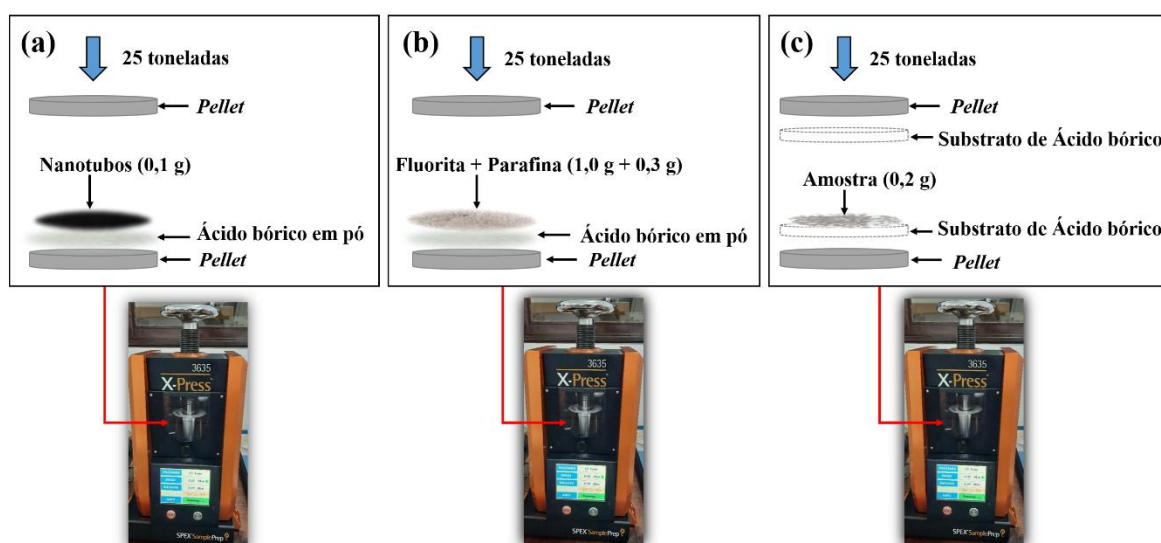 (a)
25 toneladas
Pellet
Nanotubos (0,1 g)
Ácido bórico em pó
Pellet
(b)
25 toneladas
Pellet
Fluorita + Parafina (1,0 g + 0,3 g)
Ácido bórico em pó
Pellet
(c)
25 toneladas
Pellet
Substrato de Ácido bórico
Amostra (0,2 g)
Substrato de Ácido bórico
Pellet
3635
X-Press
SPEX SamplePrep
3635
X-Press
SPEX SamplePrep
3635
X-Press
SPEX SamplePrep